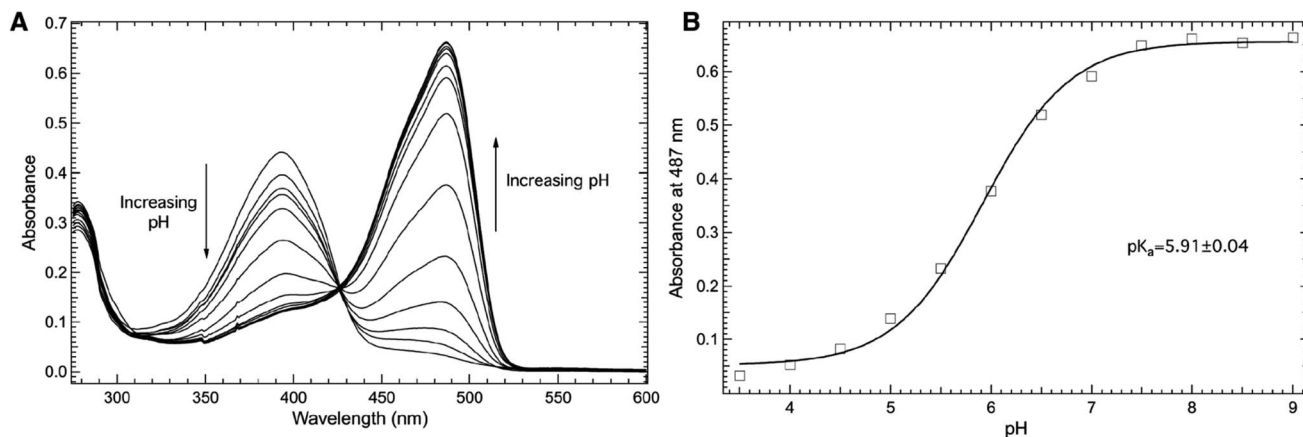 A
0.7
0.6
0.5
0.4
0.3
0.2
0.1
0.0
Absorbance
Increasing
pH
Increasing pH
300 350 400 450 500 550 600
Wavelength (nm)
B
0.6
0.5
0.4
0.3
0.2
0.1
Absorbance at 487 nm
pKa=5.91±0.04
4 5 6 7 8 9
pH